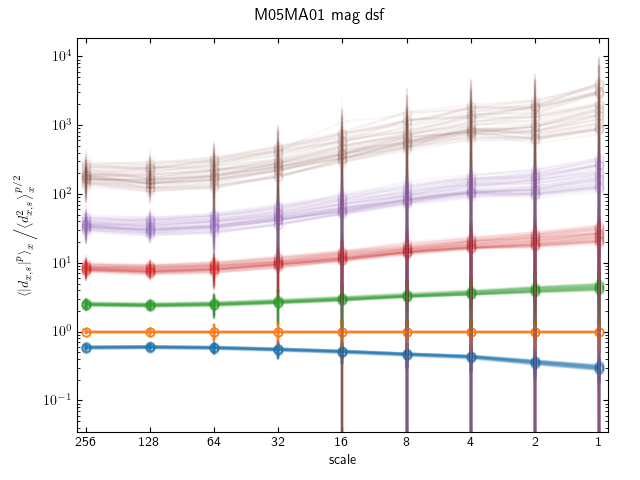 M05MA01 mag dsf
⟨|d_{x,s}|^p⟩_x / ⟨d_{x,s}^2⟩_x^{p/2}
10^4
10^3
10^2
10^1
10^0
10^{-1}
256 128 64 32 16 8 4 2 1
scale